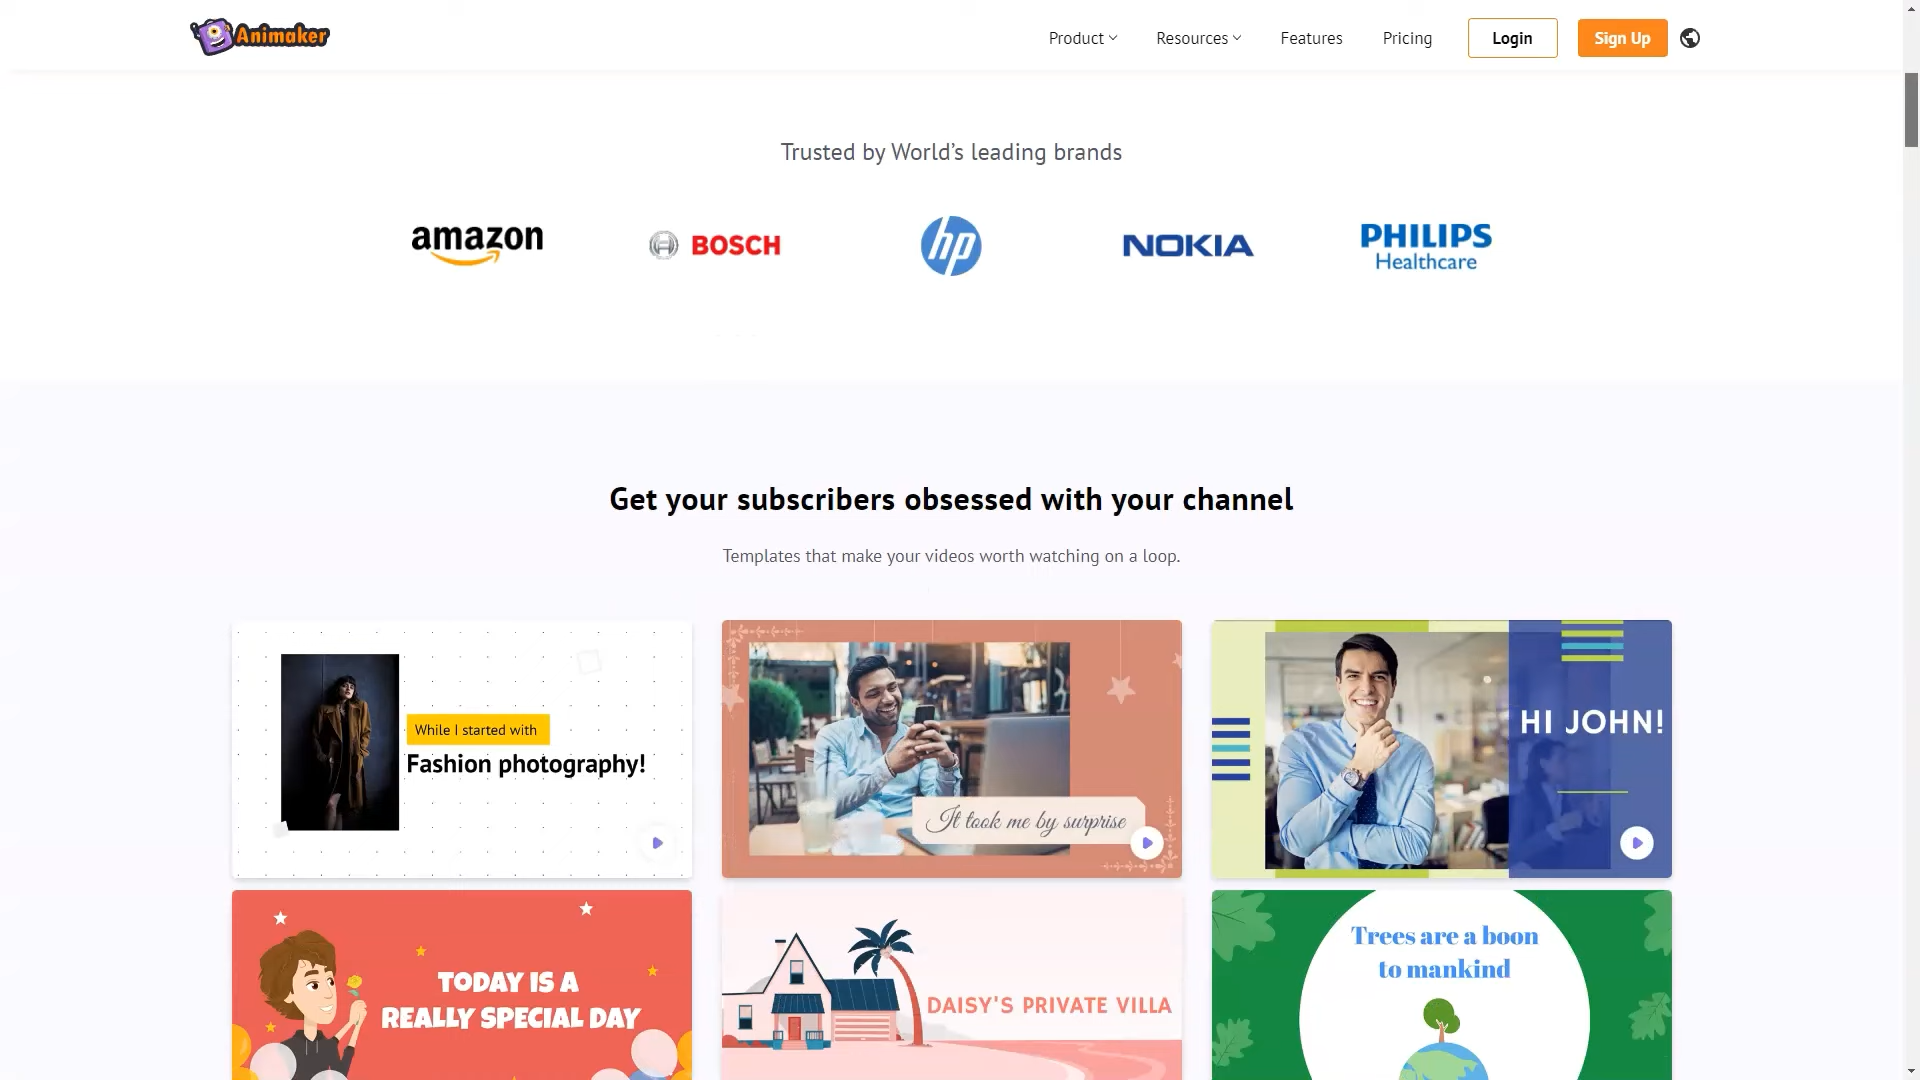 Animaker
Product
Resources
Features
Pricing
Login
Sign Up
Trusted by World’s leading brands
amazon
BOSCH
hp
NOKIA
PHILIPS
Healthcare
Get your subscribers obsessed with your channel
Templates that make your videos worth watching on a loop.
While I started with
Fashion photography!
It took me by surprise
HI JOHN!
TODAY IS A
REALLY SPECIAL DAY
DAISY'S PRIVATE VILLA
Trees are a boon
to mankind